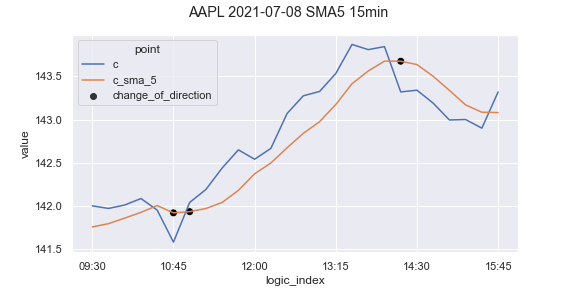 AAPL 2021-07-08 SMA5 15min
point
c
c_sma_5
change_of_direction
143.5
143.0
142.5
142.0
141.5
value
09:30 10:45 12:00 13:15 14:30 15:45
logic_index